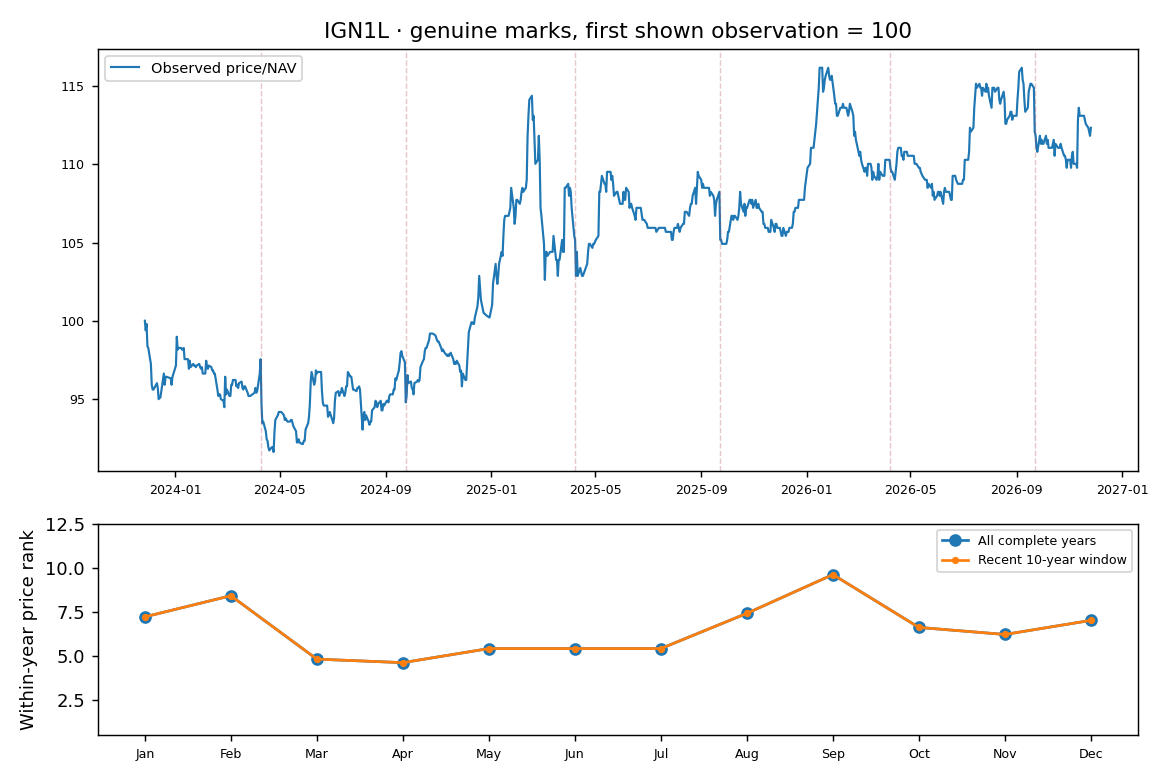 IGN1L · genuine marks, first shown observation = 100
Observed price/NAV
115
110
105
100
95
2024-01
2024-05
2024-09
2025-01
2025-05
2025-09
2026-01
2026-05
2026-09
2027-01
Within-year price rank
12.5
10.0
7.5
5.0
2.5
All complete years
Recent 10-year window
Jan
Feb
Mar
Apr
May
Jun
Jul
Aug
Sep
Oct
Nov
Dec